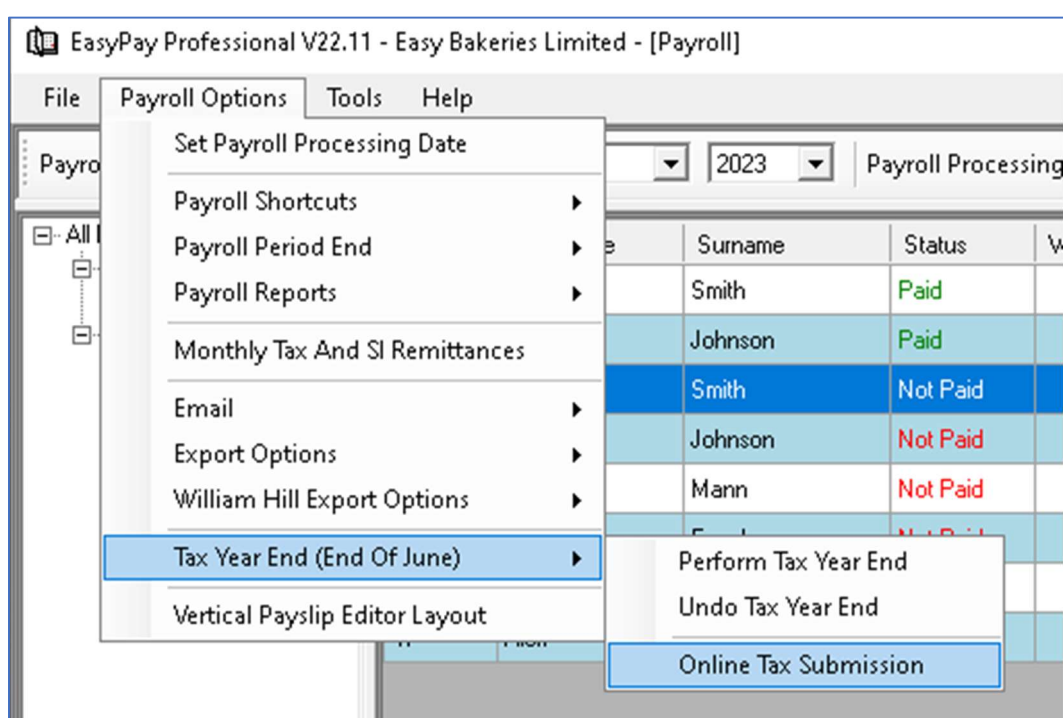 EasyPay Professional V22.11 - Easy Bakeries Limited - [Payroll]
File Payroll Options Tools Help
2023 Payroll Processing
Set Payroll Processing Date
Payroll Shortcuts
Payroll Period End
Payroll Reports
Monthly Tax And SI Remittances
Email
Export Options
William Hill Export Options
Tax Year End (End Of June)
Vertical Payslip Editor Layout
Perform Tax Year End
Undo Tax Year End
Online Tax Submission
All
Surname Status
Smith Paid
Johnson Paid
Smith Not Paid
Johnson Not Paid
Mann Not Paid